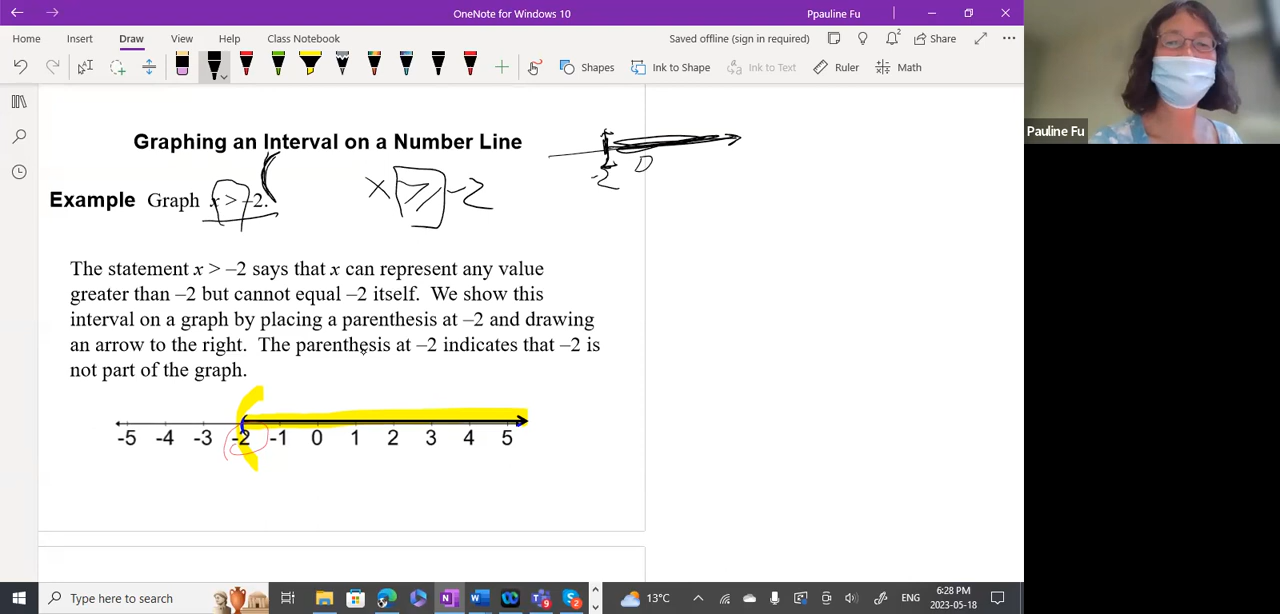 OneNote for Windows 10
Ppauline Fu
Home Insert Draw View Help Class Notebook
Saved offline (sign in required)
Share
Shapes
Ink to Shape
Ink to Text
Ruler
Math
Pauline Fu
Graphing an Interval on a Number Line
-2 0
Example Graph x > –2.
x ≥ -2
The statement x > –2 says that x can represent any value
greater than –2 but cannot equal –2 itself. We show this
interval on a graph by placing a parenthesis at –2 and drawing
an arrow to the right. The parenthesis at –2 indicates that –2 is
not part of the graph.
-5 -4 -3 -2 -1 0 1 2 3 4 5
Type here to search
13°C
ENG
6:28 PM
2023-05-18